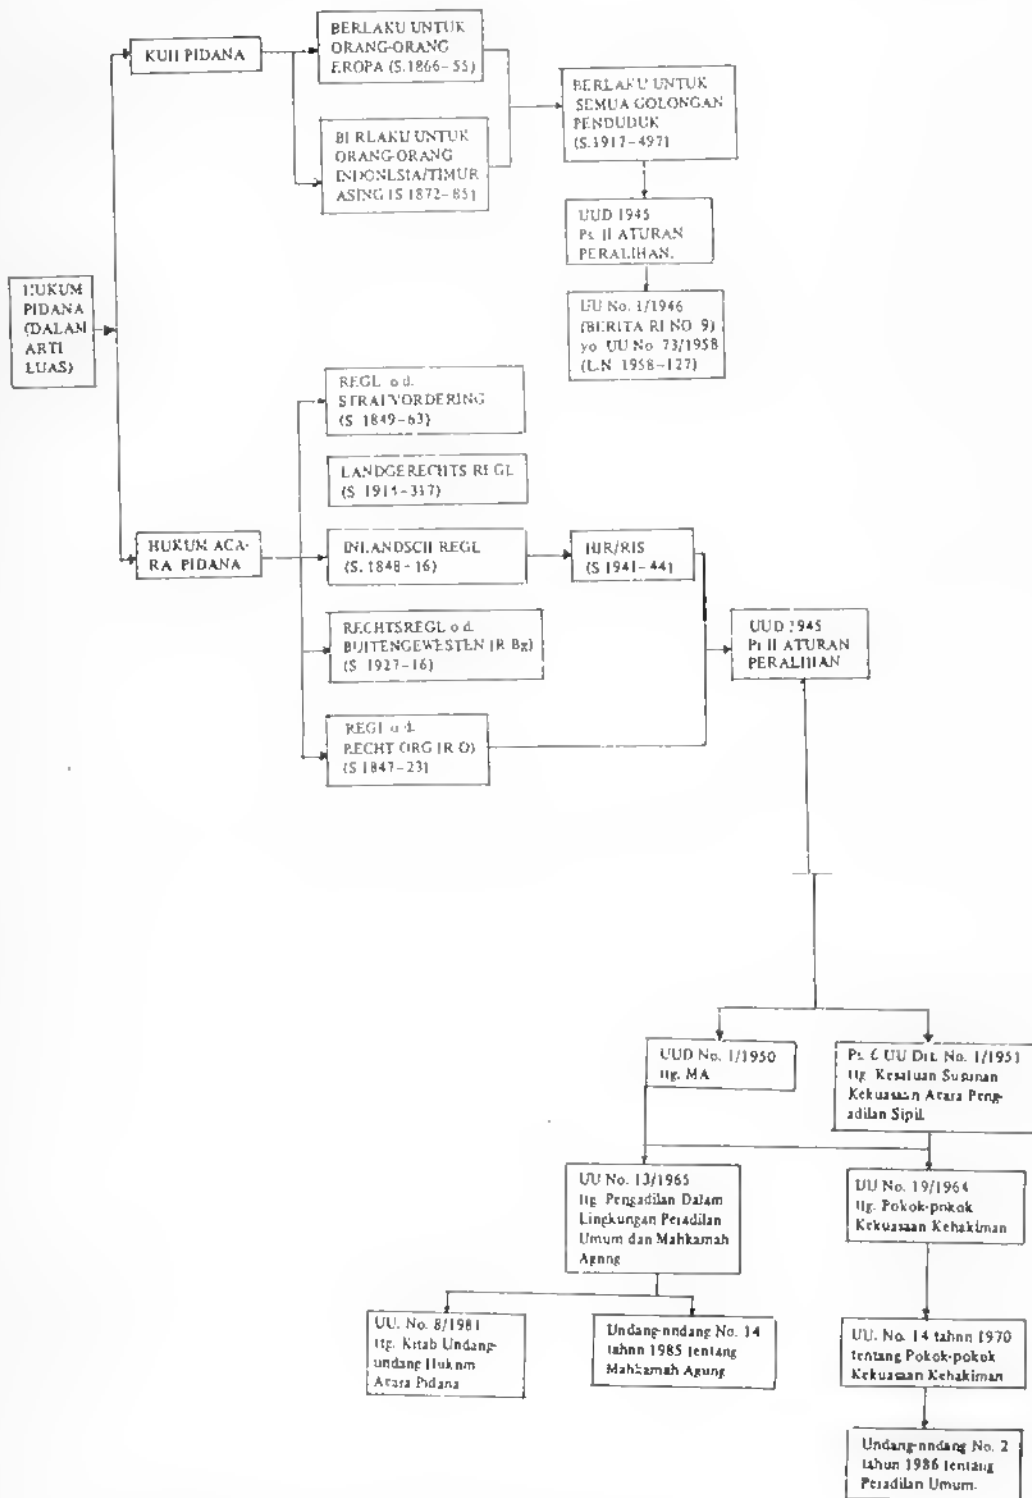 KUH PIDANA
BERLAKU UNTUK
ORANG-ORANG
EROPA (S.1866-55)
BERLAKU UNTUK
SEMUA GOLONGAN
PENDUDUK
(S.1917-497)
BI RLAKU UNTUK
ORANG-ORANG
INDONESIA/TIMUR
ASING (S 1872-85)
UUD 1945
Ps. II ATURAN
PERALIHAN.
HUKUM
PIDANA
(DALAM
ARTI
LUAS)
UU No. 1/1946
(BERITA RI NO 9)
yo UU No 73/1958
(L.N 1958-127)
REGL o d.
STRAFVORDERING
(S 1849-63)
LANDGERECHTS REGL
(S 1914-317)
HUKUM ACA-
RA PIDANA
INLANDSCH REGL
(S. 1848-16)
HIR/RIS
(S 1941-44)
RECHTSREGL o d.
BUITENGEWESTEN (R Bg)
(S 1927-16)
UUD 1945
Ps II ATURAN
PERALIHAN
REGL o d.
RECHT ORG (R O)
(S 1847-23)
UUD No. 1/1950
ttg. MA
Ps. 6 UU Drt. No. 1/1951
ttg. Kesatuan Susunan
Kekuasaan Acara Peng-
adilan Sipil.
UU No. 13/1965
ttg. Pengadilan Dalam
Lingkungan Peradilan
Umum dan Mahkamah
Agung
UU No. 19/1964
ttg. Pokok-pokok
Kekuasaan Kehakiman
UU. No. 8/1981
ttg. Kitab Undang-
undang Hukum
Acara Pidana
Undang-nndang No. 14
tahnn 1985 tentang
Mahkamah Agung
UU. No. 14 tahnn 1970
tentang Pokok-pokok
Kekuasaan Kehakiman
Undang-nndang No. 2
tahun 1986 tentang
Peradilan Umum.